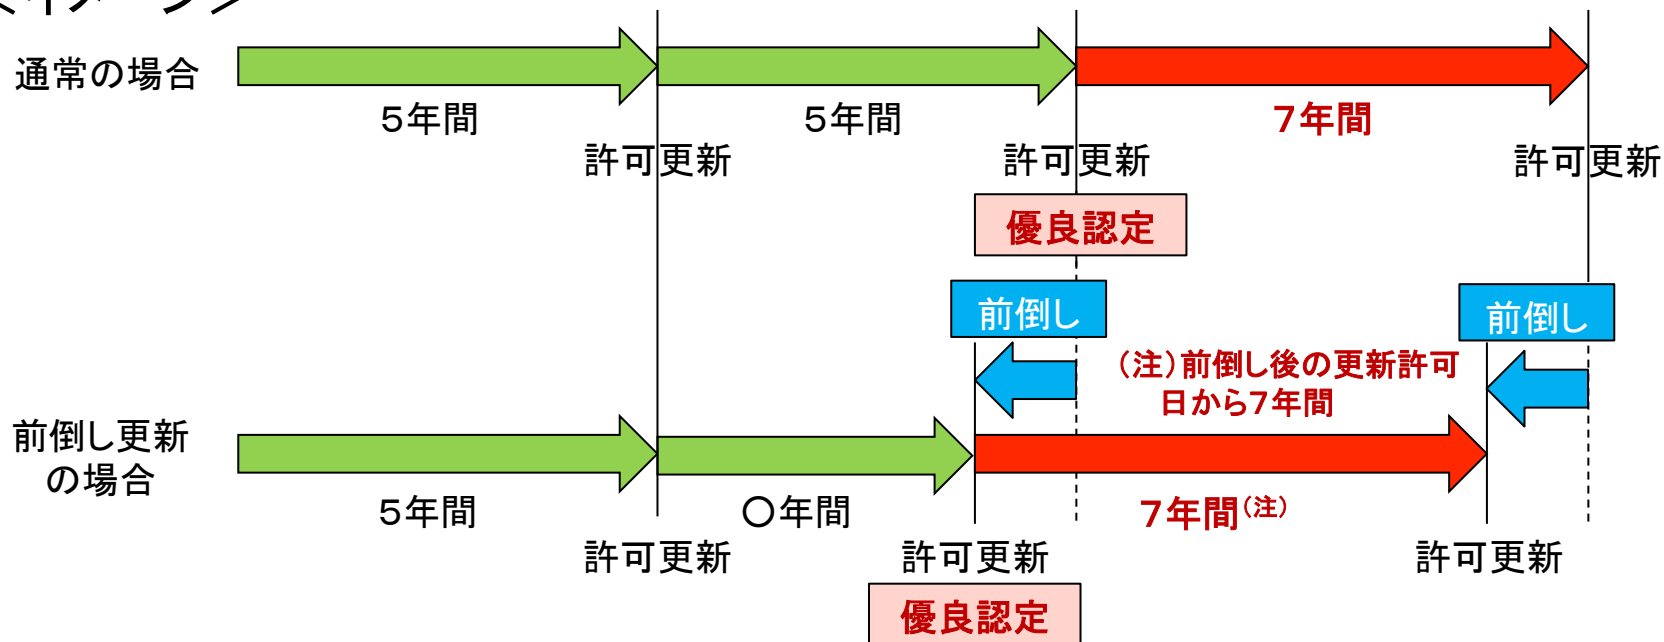 <イメージ>
通常の場合
5年間
5年間
7年間
許可更新
許可更新
許可更新
優良認定
前倒し
前倒し
(注)前倒し後の更新許可
日から7年間
前倒し更新
の場合
5年間
〇年間
7年間(注)
許可更新
許可更新
許可更新
優良認定